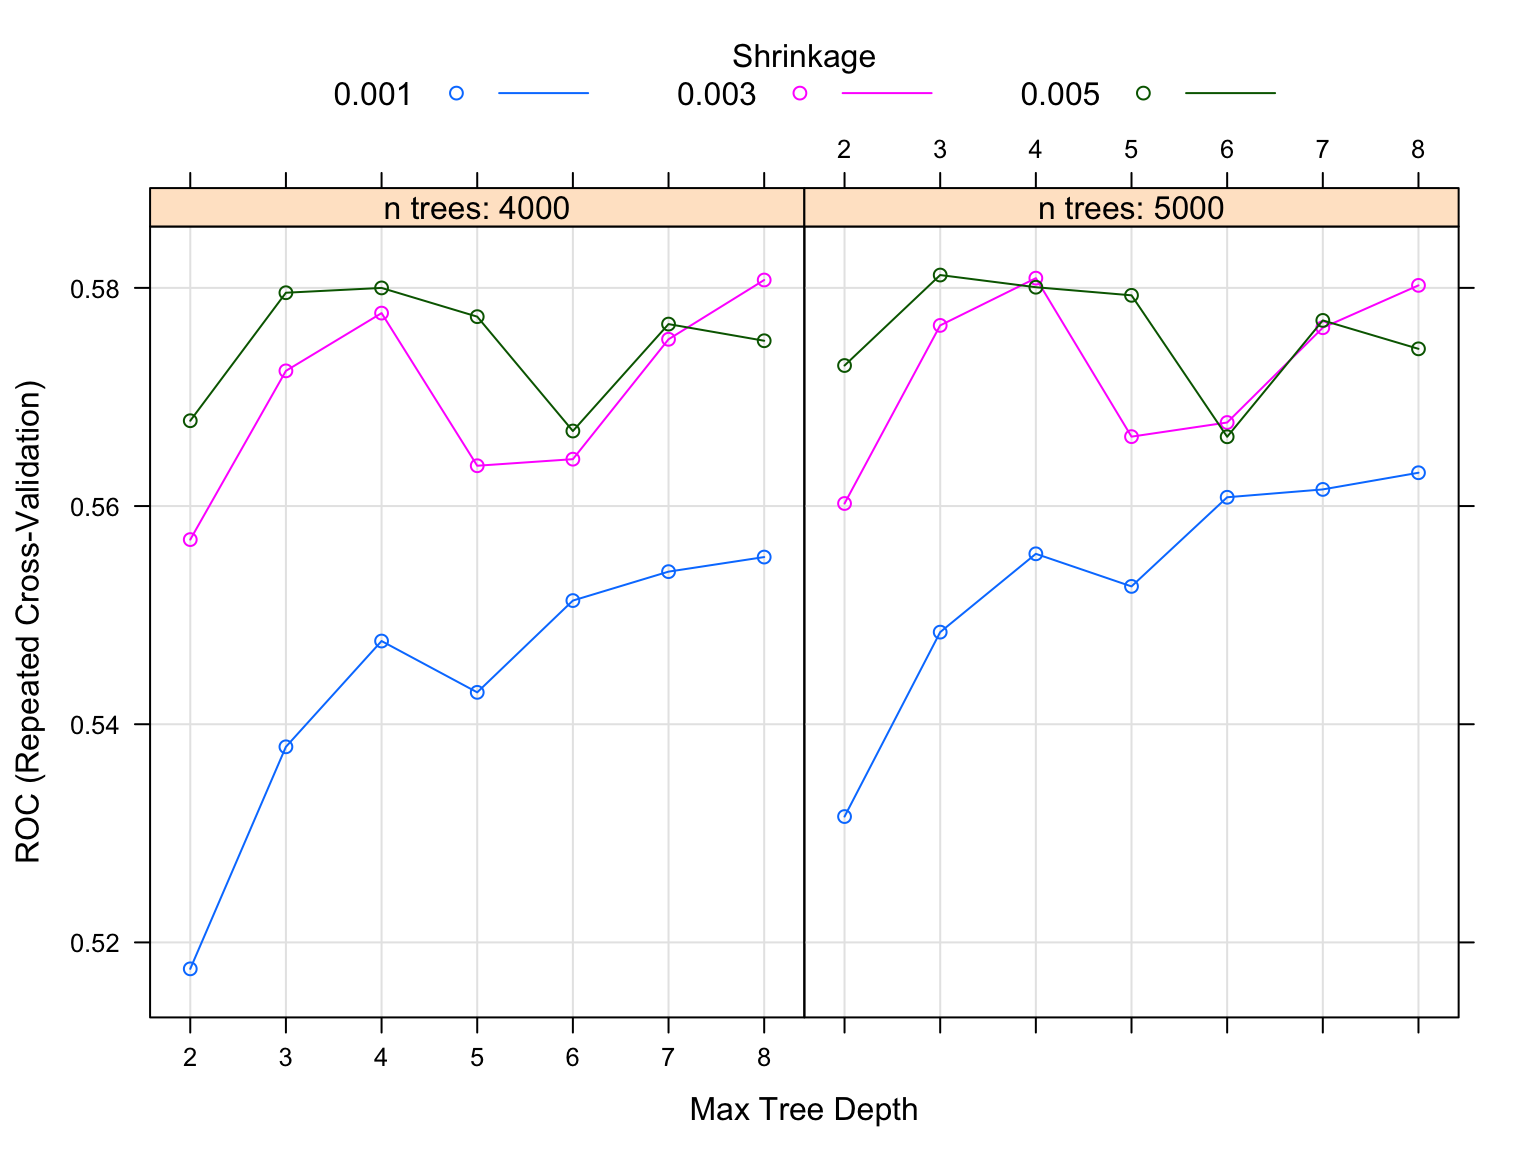 Shrinkage
0.001 0.003 0.005
2 3 4 5 6 7 8
n trees: 4000 n trees: 5000
0.58
0.56
0.54
0.52
ROC (Repeated Cross-Validation)
2 3 4 5 6 7 8
Max Tree Depth